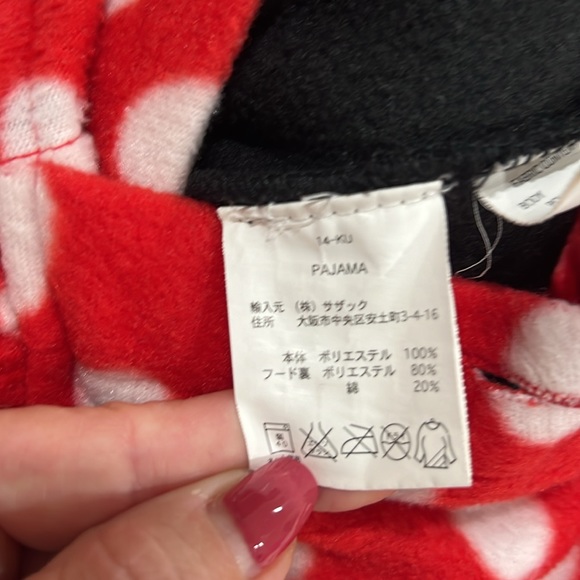 14-KU
PAJAMA
輸入元 (株) サザック
住所 大阪市中央区安土町3-4-16
本体 ポリエステル 100%
フード裏 ポリエステル 80%
綿 20%
BODY